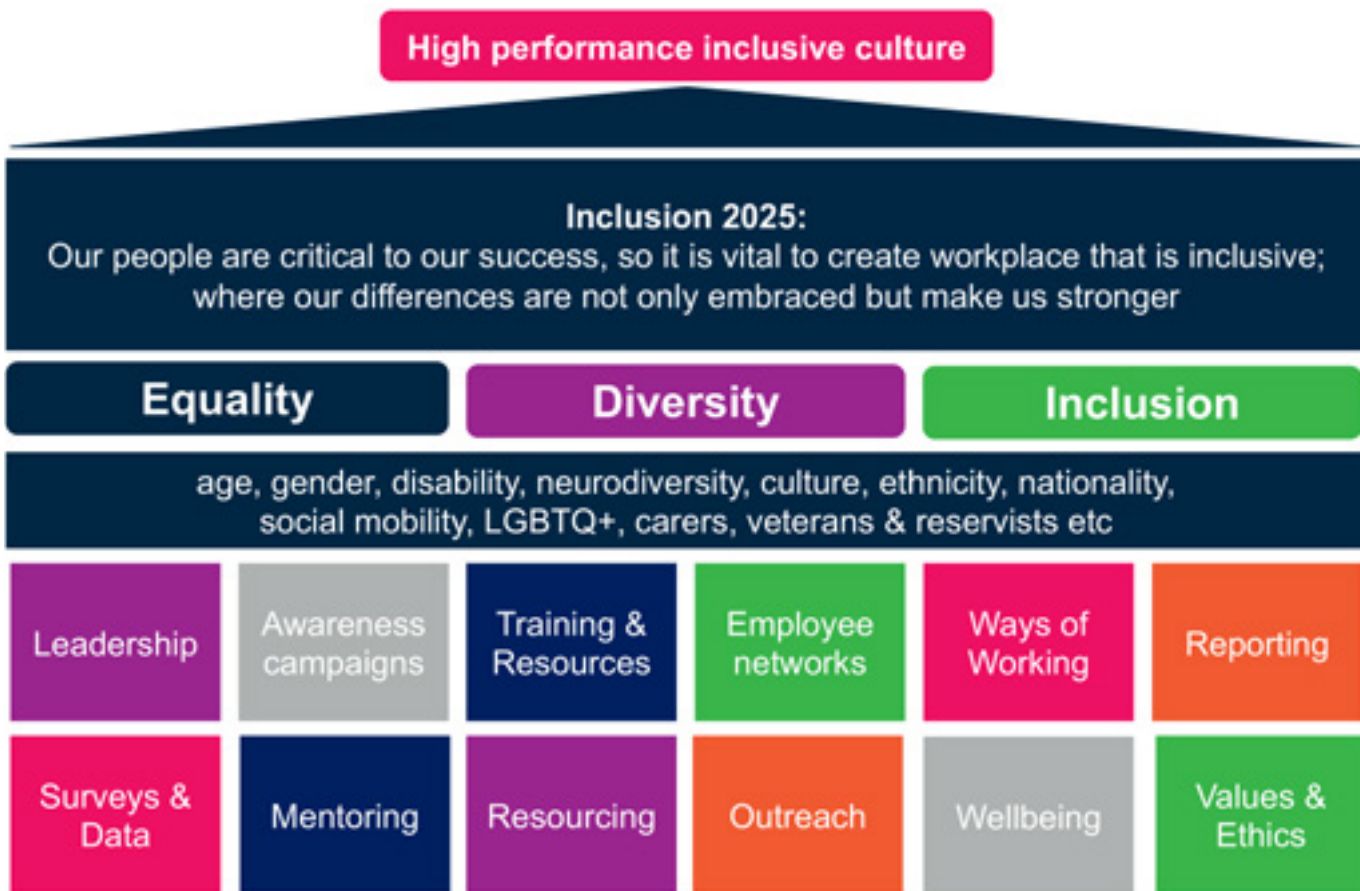 High performance inclusive culture
Inclusion 2025:
Our people are critical to our success, so it is vital to create workplace that is inclusive;
where our differences are not only embraced but make us stronger
Equality
Diversity
Inclusion
age, gender, disability, neurodiversity, culture, ethnicity, nationality,
social mobility, LGBTQ+, carers, veterans & reservists etc
Leadership
Awareness
campaigns
Training &
Resources
Employee
networks
Ways of
Working
Reporting
Surveys &
Data
Mentoring
Resourcing
Outreach
Wellbeing
Values &
Ethics